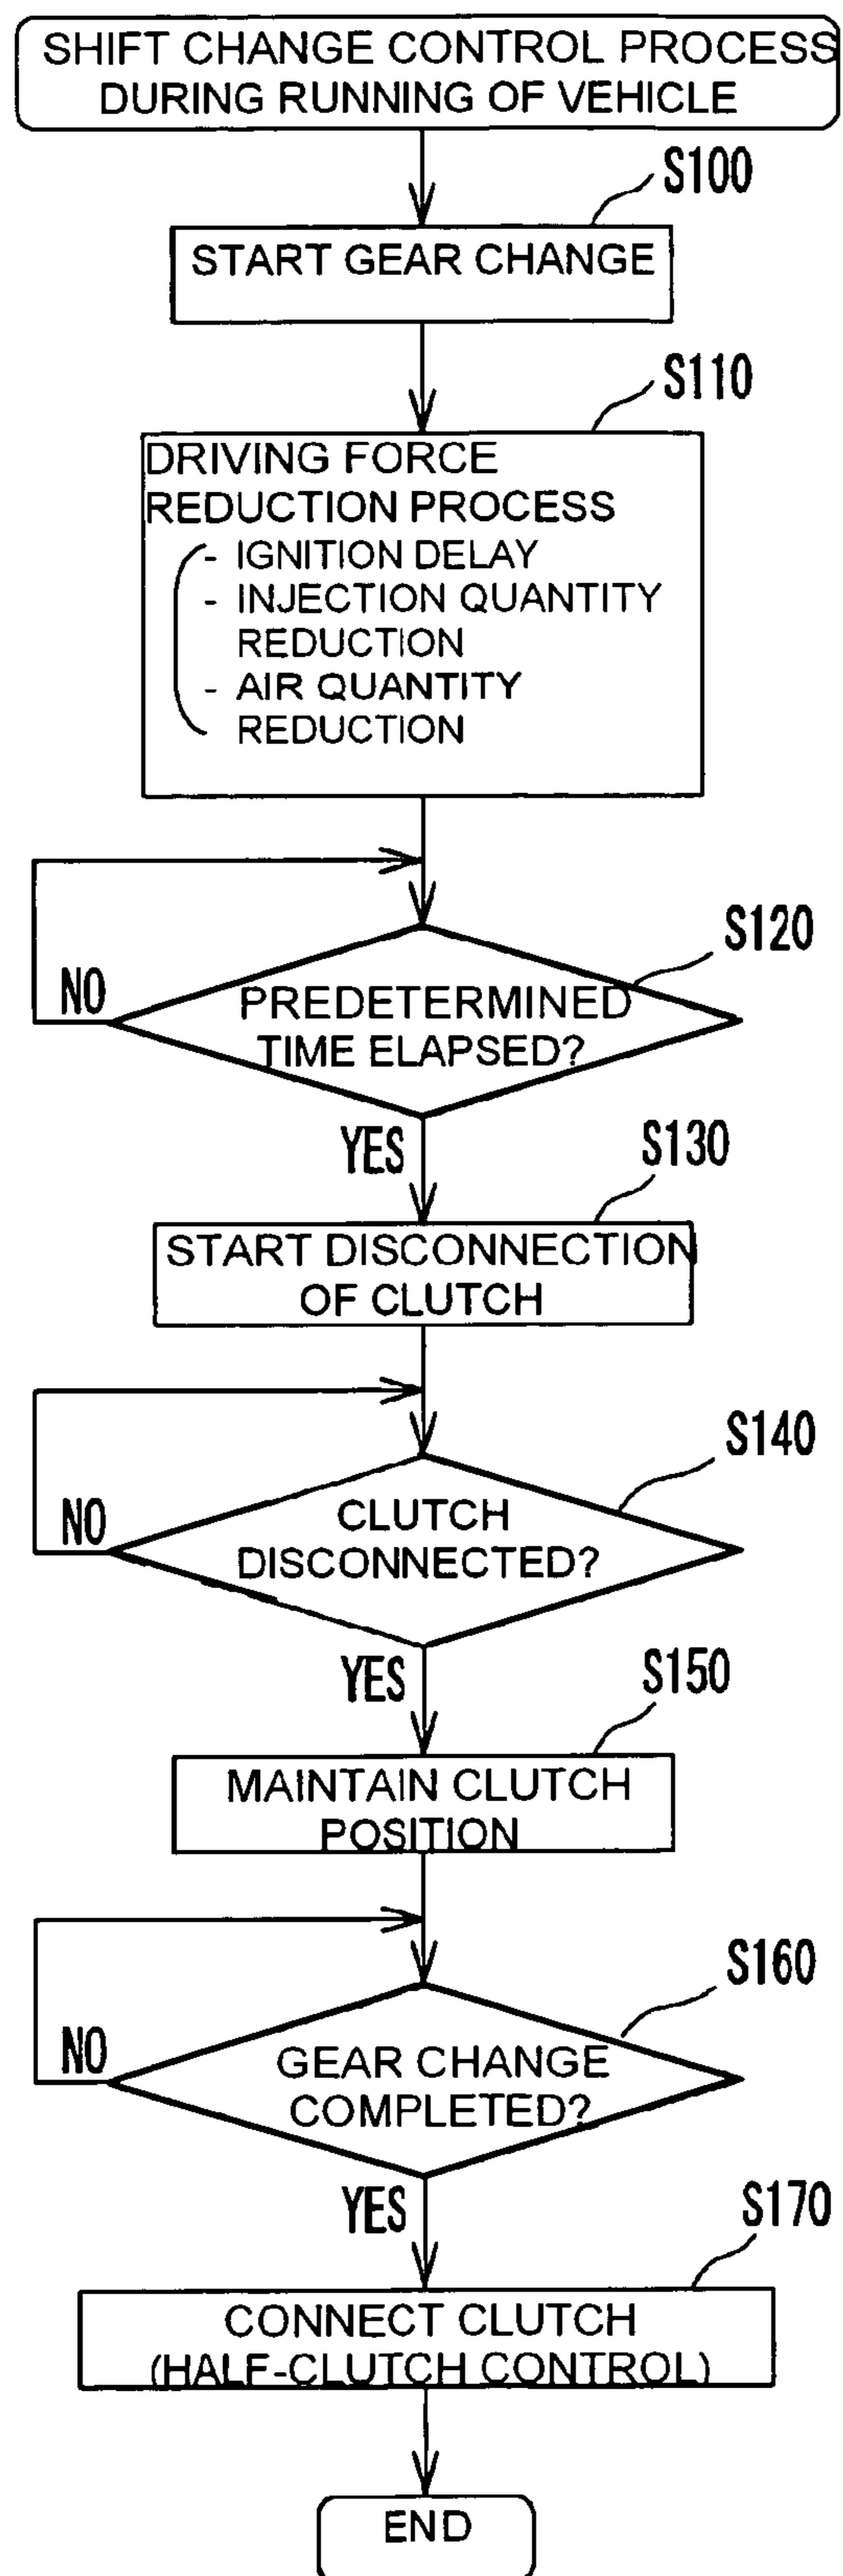 SHIFT CHANGE CONTROL PROCESS
DURING RUNNING OF VEHICLE
S100
START GEAR CHANGE
S110
DRIVING FORCE
REDUCTION PROCESS
- IGNITION DELAY
- INJECTION QUANTITY
REDUCTION
- AIR QUANTITY
REDUCTION
S120
NO
PREDETERMINED
TIME ELAPSED?
YES
S130
START DISCONNECTION
OF CLUTCH
S140
NO
CLUTCH
DISCONNECTED?
YES
S150
MAINTAIN CLUTCH
POSITION
S160
NO
GEAR CHANGE
COMPLETED?
YES
S170
CONNECT CLUTCH
(HALF-CLUTCH CONTROL)
END